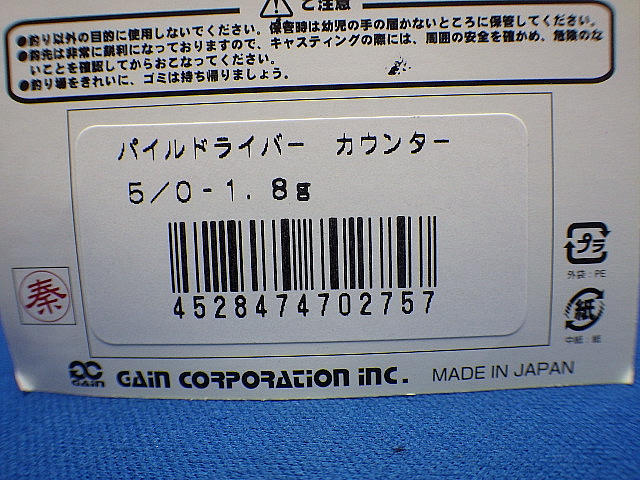 ご注意
●釣り以外の目的に使用しないでください。保管時は幼児の手の届かないところに保管してください。
●釣先は非常に鋭利になっておりますので、キャスティングの際には、周囲の安全を確かめ、危険のな
いことを確認してからおこなってください。
●釣り場をきれいに、ゴミは持ち帰りましょう。
パイルドライバー カウンター
5/0-1.8g
4528474702757
秦
プラ
外袋：PE
紙
中紙：紙
GAIN
GAIN CORPORATION INC.
MADE IN JAPAN